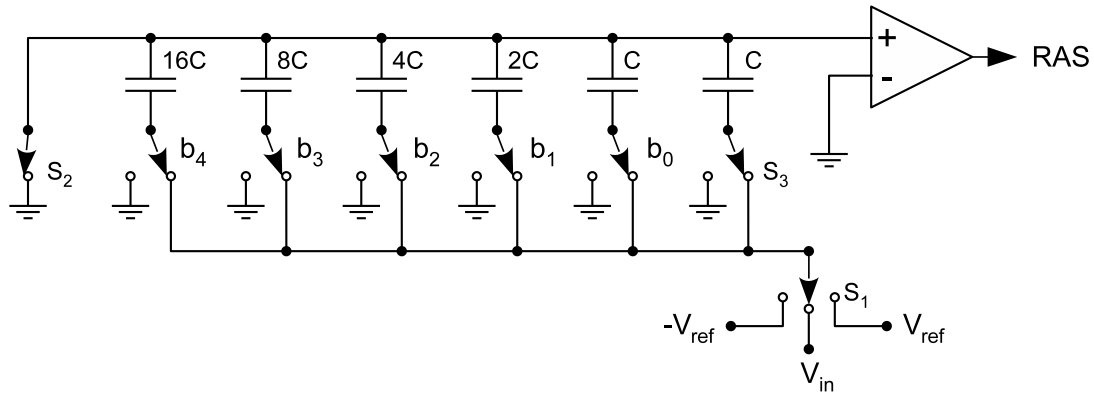 16C 8C 4C 2C C C
+
-
RAS
S2 b4 b3 b2 b1 b0 S3
S1
-Vref Vref
Vin